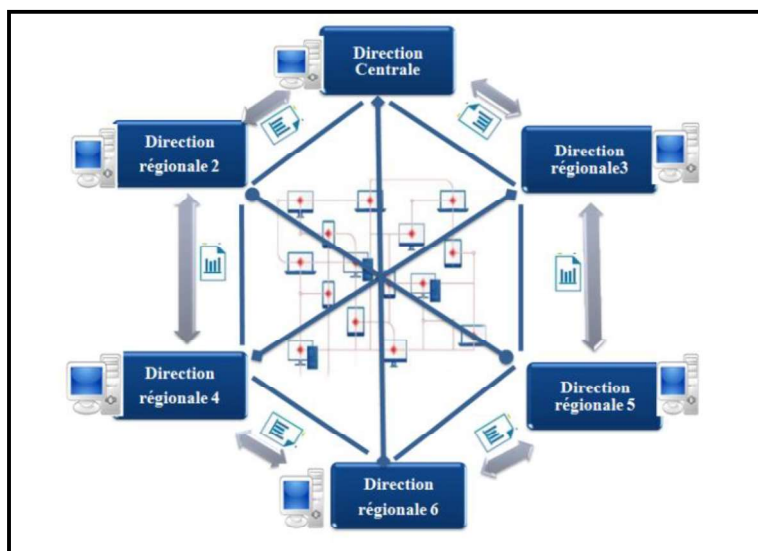 Direction
Centrale
Direction
régionale 2
Direction
régionale3
Direction
régionale 4
Direction
régionale 5
Direction
régionale 6